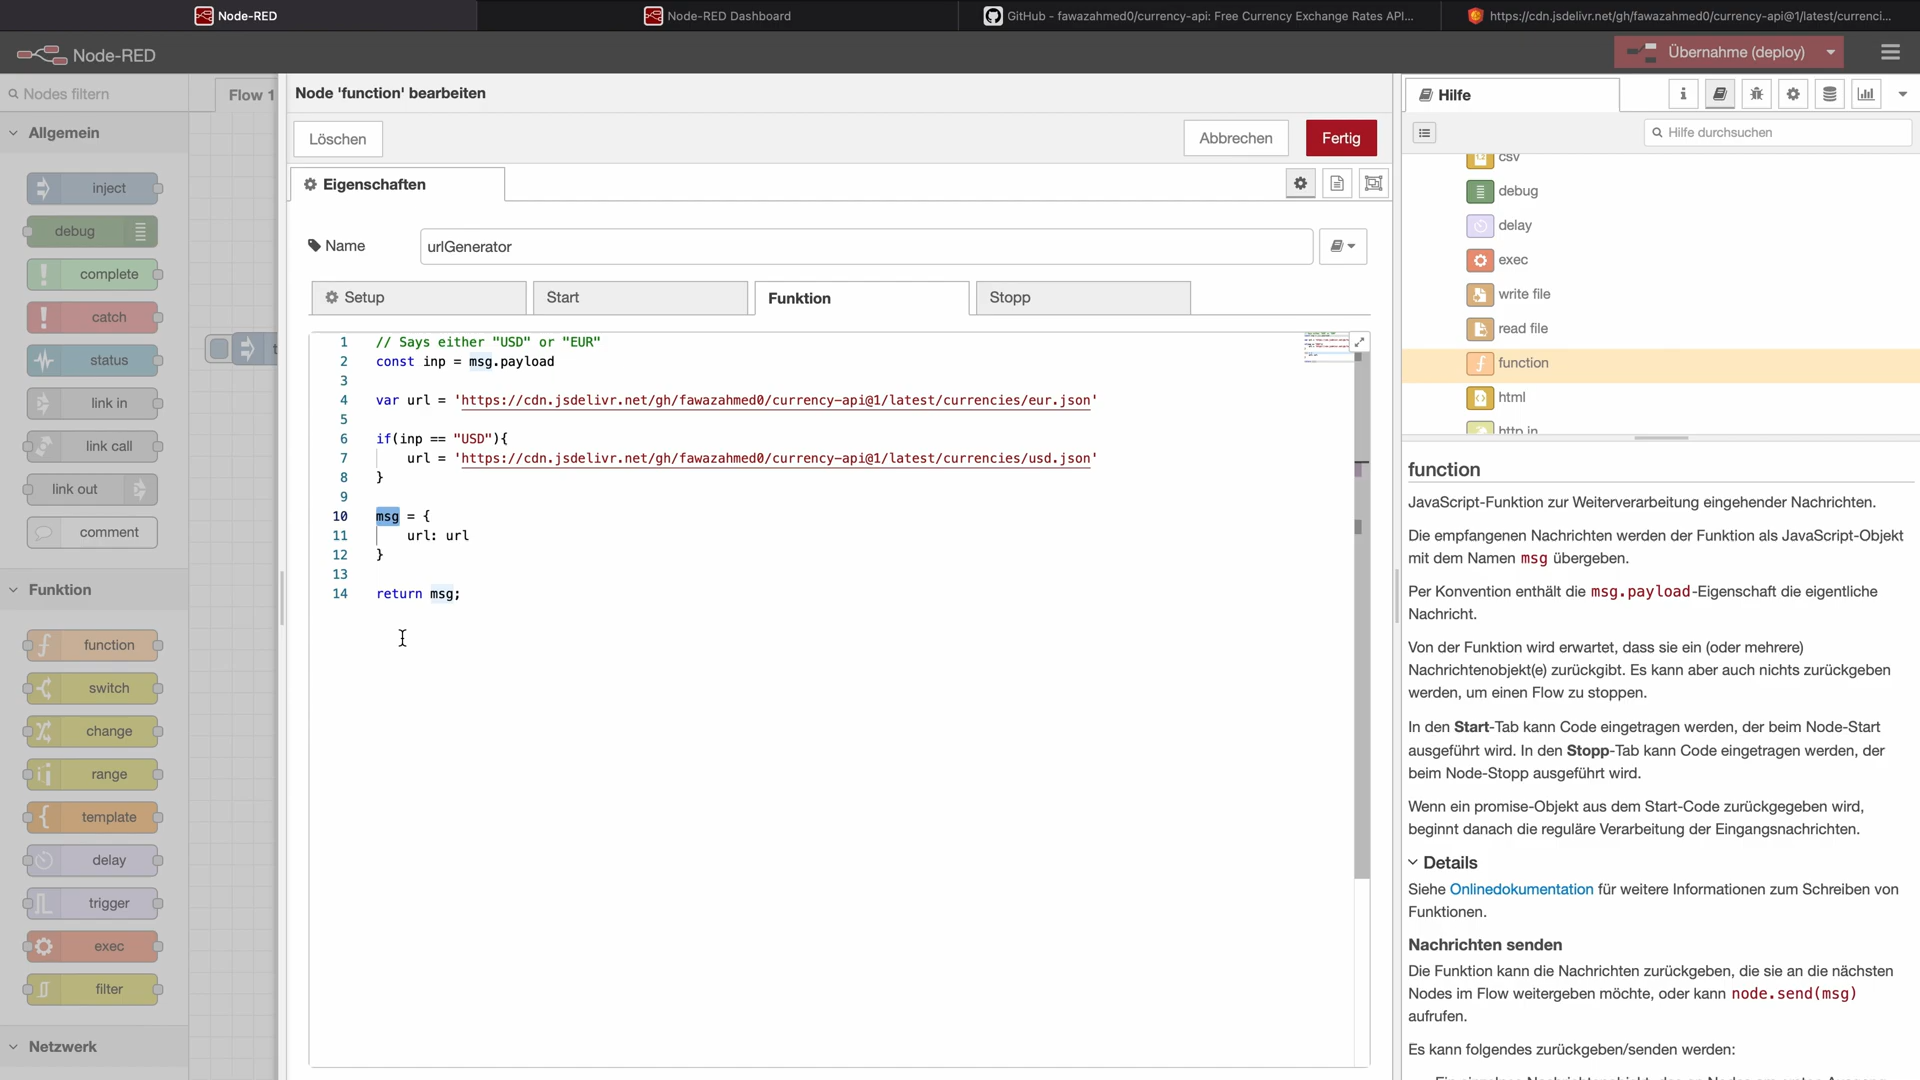 Node-RED
Node-RED Dashboard
GitHub - fawazahmed0/currency-api: Free Currency Exchange Rates API...
https://cdn.jsdelivr.net/gh/fawazahmed0/currency-api@1/latest/currenci...
Node-RED
Übernahme (deploy)
Nodes filtern
Allgemein
inject
debug
complete
catch
status
link in
link call
link out
comment
Funktion
function
switch
change
range
template
delay
trigger
exec
filter
Netzwerk
Flow 1
Node 'function' bearbeiten
Löschen
Abbrechen
Fertig
Eigenschaften
Name
urlGenerator
Setup
Start
Funktion
Stopp
1 // Says either "USD" or "EUR"
2 const inp = msg.payload
3
4 var url = 'https://cdn.jsdelivr.net/gh/fawazahmed0/currency-api@1/latest/currencies/eur.json'
5
6 if(inp == "USD"){
7 url = 'https://cdn.jsdelivr.net/gh/fawazahmed0/currency-api@1/latest/currencies/usd.json'
8 }
9
10 msg = {
11 url: url
12 }
13
14 return msg;
Hilfe
Hilfe durchsuchen
csv
debug
delay
exec
write file
read file
function
html
http in
function
JavaScript-Funktion zur Weiterverarbeitung eingehender Nachrichten.
Die empfangenen Nachrichten werden der Funktion als JavaScript-Objekt
mit dem Namen msg übergeben.
Per Konvention enthält die msg.payload-Eigenschaft die eigentliche
Nachricht.
Von der Funktion wird erwartet, dass sie ein (oder mehrere)
Nachrichtenobjekt(e) zurückgibt. Es kann aber auch nichts zurückgeben
werden, um einen Flow zu stoppen.
In den Start-Tab kann Code eingetragen werden, der beim Node-Start
ausgeführt wird. In den Stopp-Tab kann Code eingetragen werden, der
beim Node-Stopp ausgeführt wird.
Wenn ein promise-Objekt aus dem Start-Code zurückgegeben wird,
beginnt danach die reguläre Verarbeitung der Eingangsnachrichten.
Details
Siehe Onlinedokumentation für weitere Informationen zum Schreiben von
Funktionen.
Nachrichten senden
Die Funktion kann die Nachrichten zurückgeben, die sie an die nächsten
Nodes im Flow weitergeben möchte, oder kann node.send(msg)
aufrufen.
Es kann folgendes zurückgeben/senden werden: